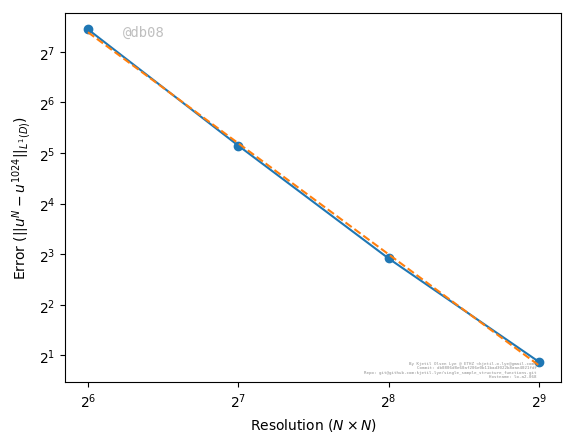 @db08
2^7
2^6
2^5
2^4
2^3
2^2
2^1
Error (||u^N − u^1024||_L^1(D))
2^6 2^7 2^8 2^9
Resolution (N × N)